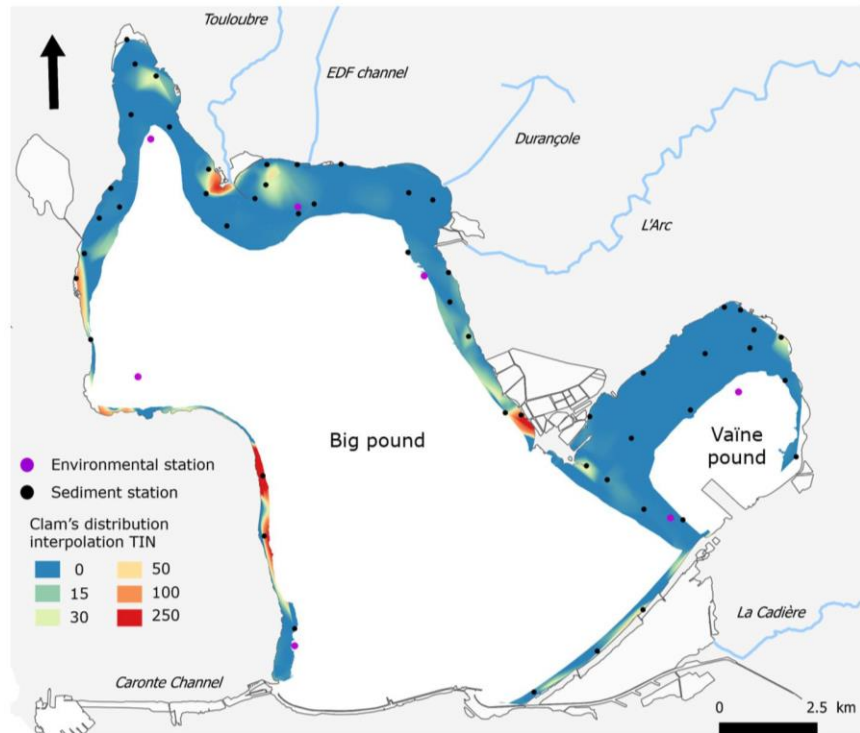 Touloubre
EDF channel
Durançole
L'Arc
Big pound
Vaïne
pound
Environmental station
Sediment station
Clam's distribution
interpolation TIN
0 50
15 100
30 250
La Cadière
Caronte Channel
0 2.5 km